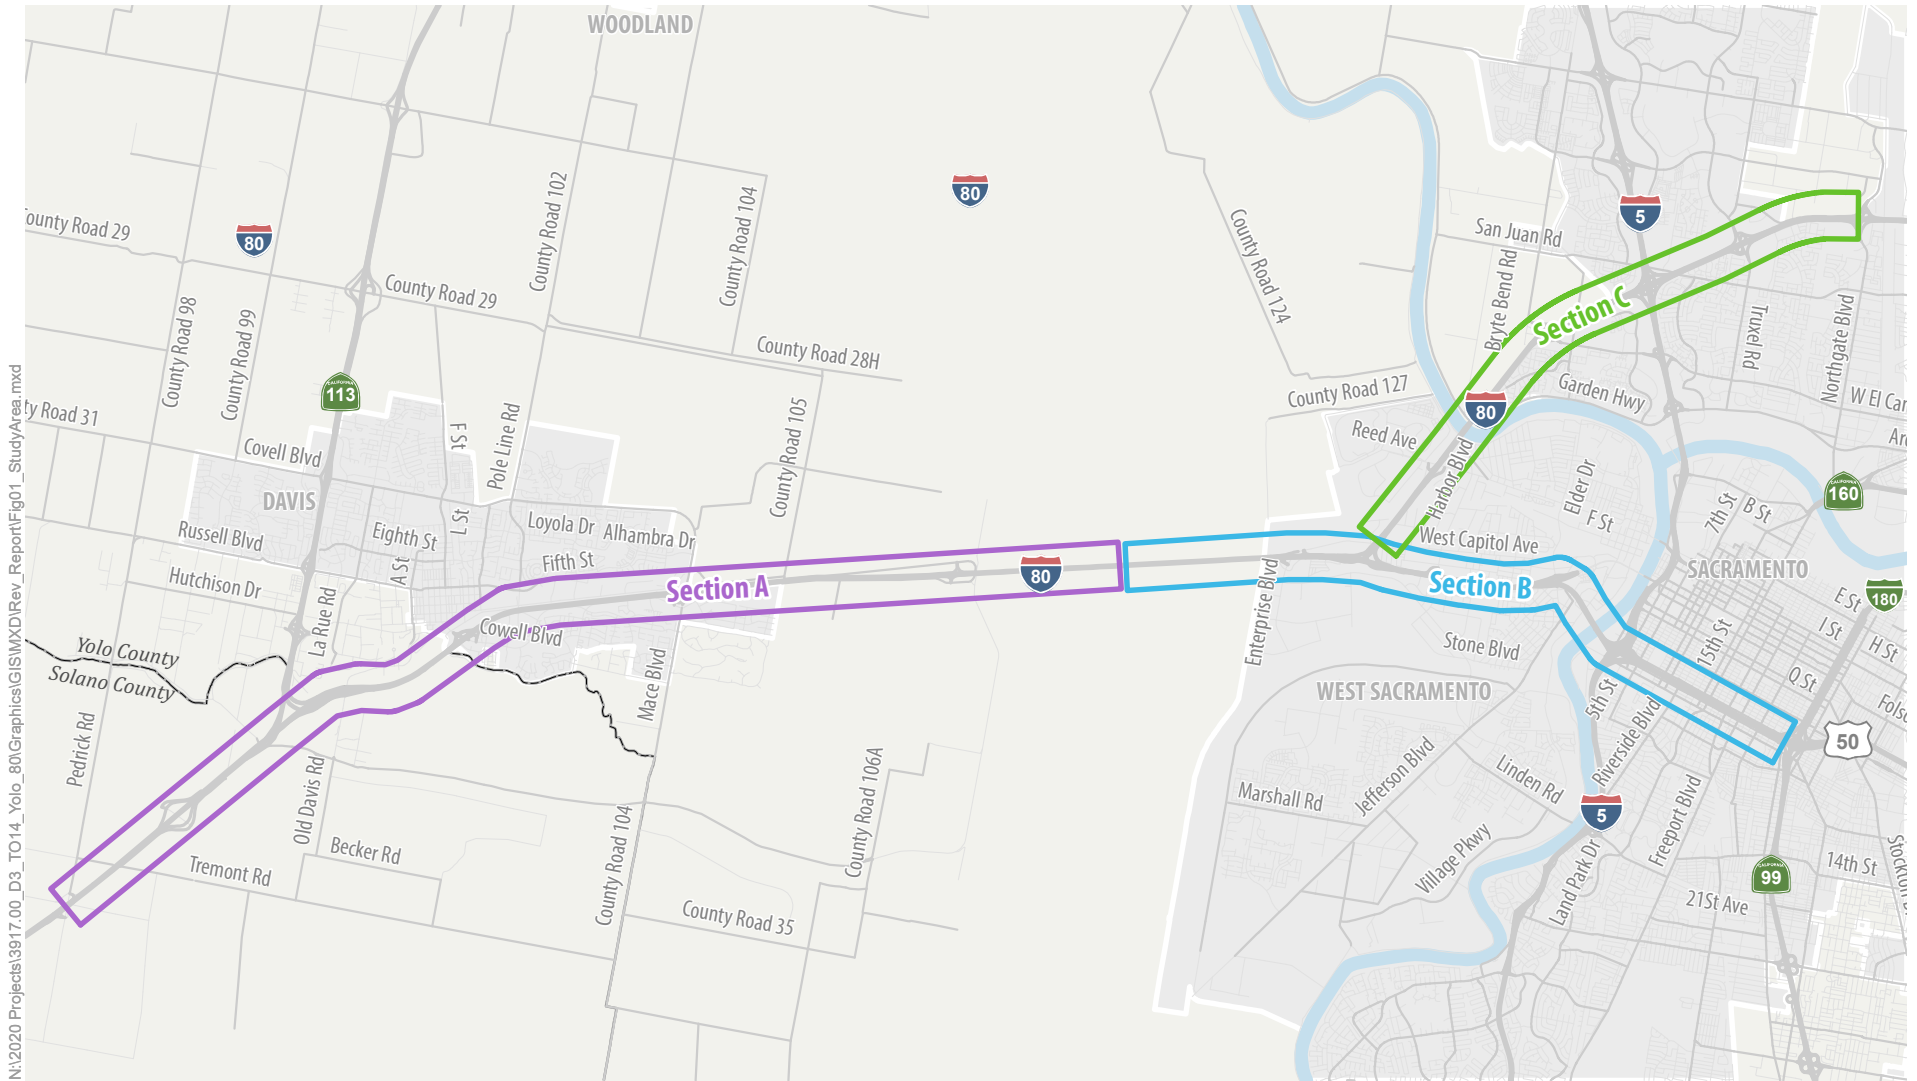 WOODLAND
County Road 102
County Road 104
80
80
5
ounty Road 29
San Juan Rd
County Road 124
Bryte Bend Rd
County Road 29
County Road 98
County Road 99
Section C
Truxel Rd
Northgate Blvd
County Road 28H
113
CALIFORNIA
County Road 127
Garden Hwy
W El Car
80
ty Road 31
F St
Pole Line Rd
County Road 105
Reed Ave
Covell Blvd
Harbor Blvd
DAVIS
Elder Dr
CALIFORNIA
160
7th St
B St
Russell Blvd
Eighth St
L St
Loyola Dr
Alhambra Dr
F St
West Capitol Ave
Fifth St
A St
Hutchison Dr
Section A
80
Section B
SACRAMENTO
180
E St
I St
H St
La Rue Rd
Cowell Blvd
Enterprise Blvd
Stone Blvd
15th St
Yolo County
Solano County
Mace Blvd
WEST SACRAMENTO
Q St
5th St
Riverside Blvd
Pedrick Rd
50
Old Davis Rd
County Road 106A
Jefferson Blvd
Linden Rd
Marshall Rd
5
Freeport Blvd
Becker Rd
Tremont Rd
County Road 104
Village Pkwy
Land Park Dr
CALIFORNIA
99
14th St
21St Ave
County Road 35
N:\2020 Projects\3917.00_D3_TO14_Yolo_80\Graphics\GIS\MXD\Rev_Report\Fig01_StudyArea.mxd